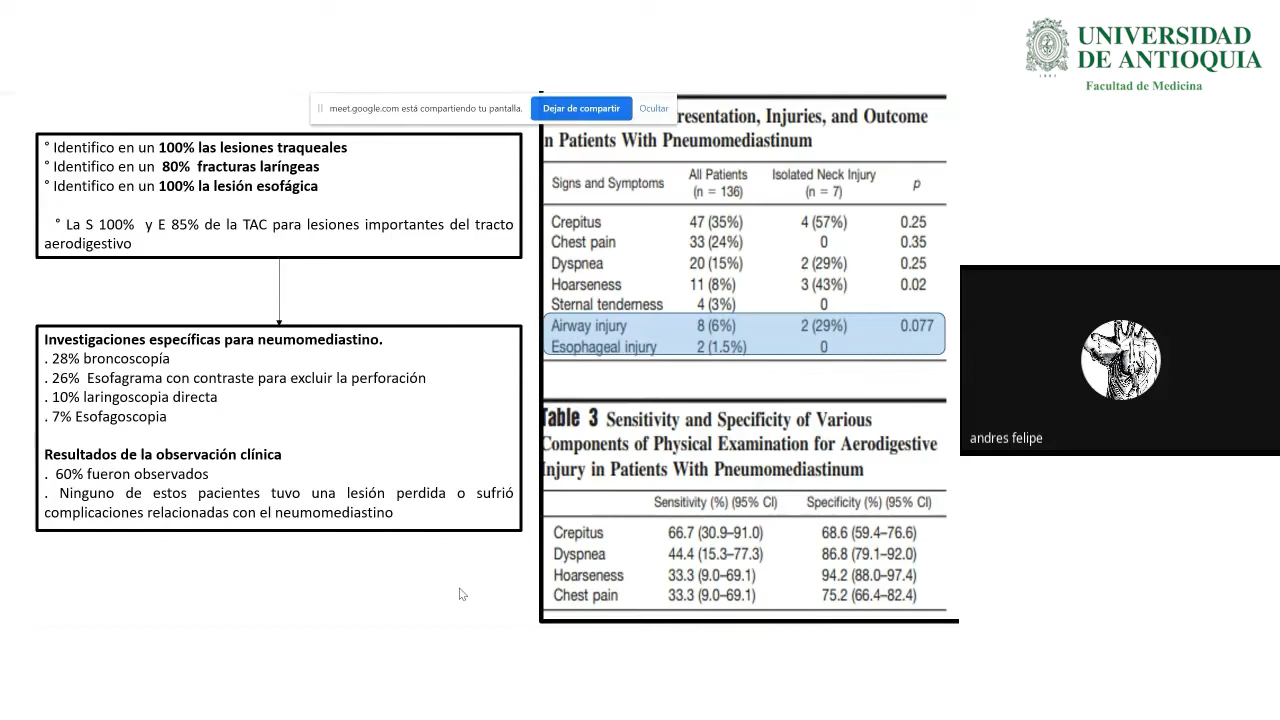 UNIVERSIDAD
DE ANTIOQUIA
1803
Facultad de Medicina
meet.google.com está compartiendo tu pantalla.
Dejar de compartir
Ocultar
° Identifico en un 100% las lesiones traqueales
° Identifico en un 80% fracturas laríngeas
° Identifico en un 100% la lesión esofágica
° La S 100% y E 85% de la TAC para lesiones importantes del tracto
aerodigestivo
Investigaciones específicas para neumomediastino.
. 28% broncoscopía
. 26% Esofagrama con contraste para excluir la perforación
. 10% laringoscopia directa
. 7% Esofagoscopia
Resultados de la observación clínica
. 60% fueron observados
. Ninguno de estos pacientes tuvo una lesión perdida o sufrió
complicaciones relacionadas con el neumomediastino
resentation, Injuries, and Outcome
n Patients With Pneumomediastinum
Signs and Symptoms All Patients (n = 136) Isolated Neck Injury (n = 7) p
Crepitus 47 (35%) 4 (57%) 0.25
Chest pain 33 (24%) 0 0.35
Dyspnea 20 (15%) 2 (29%) 0.25
Hoarseness 11 (8%) 3 (43%) 0.02
Sternal tenderness 4 (3%) 0
Airway injury 8 (6%) 2 (29%) 0.077
Esophageal injury 2 (1.5%) 0
Table 3 Sensitivity and Specificity of Various
Components of Physical Examination for Aerodigestive
Injury in Patients With Pneumomediastinum
Sensitivity (%) (95% CI) Specificity (%) (95% CI)
Crepitus 66.7 (30.9–91.0) 68.6 (59.4–76.6)
Dyspnea 44.4 (15.3–77.3) 86.8 (79.1–92.0)
Hoarseness 33.3 (9.0–69.1) 94.2 (88.0–97.4)
Chest pain 33.3 (9.0–69.1) 75.2 (66.4–82.4)
andres felipe